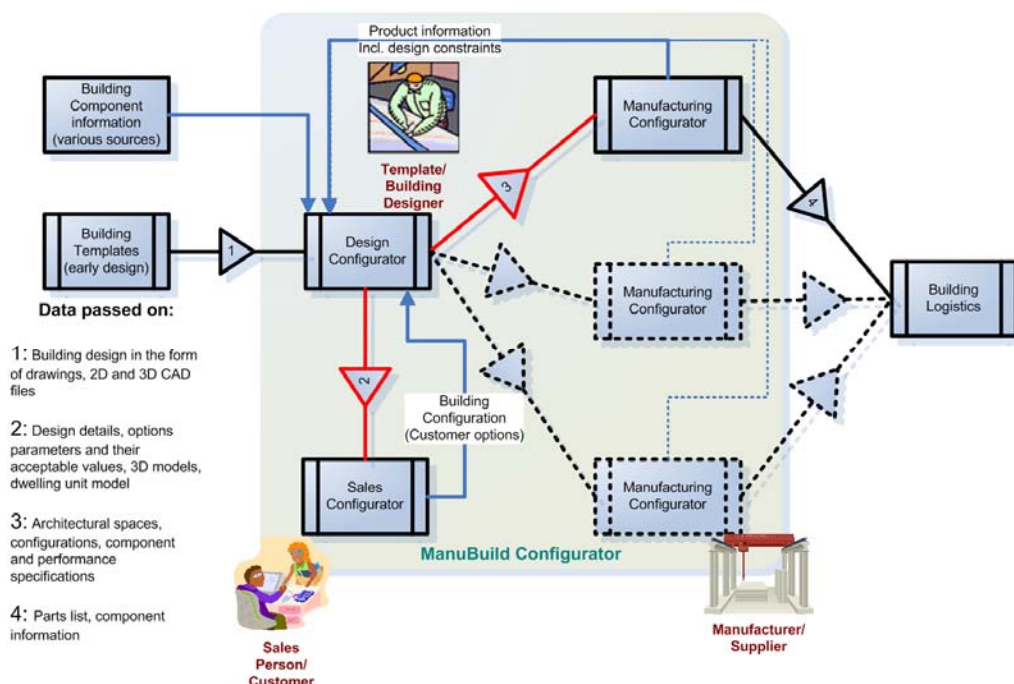 Product information
Incl. design constraints
Building
Component
information
(various sources)
Manufacturing
Configurator
Template/
Building
Designer
3
4
Building
Templates
(early design)
1
Design
Configurator
Manufacturing
Configurator
Building
Logistics
Data passed on:
1: Building design in the form
of drawings, 2D and 3D CAD
files
2
Building
Configuration
(Customer options)
2: Design details, options
parameters and their
acceptable values, 3D models,
dwelling unit model
Sales
Configurator
Manufacturing
Configurator
3: Architectural spaces,
configurations, component
and performance
specifications
ManuBuild Configurator
4: Parts list, component
information
Sales
Person/
Customer
Manufacturer/
Supplier